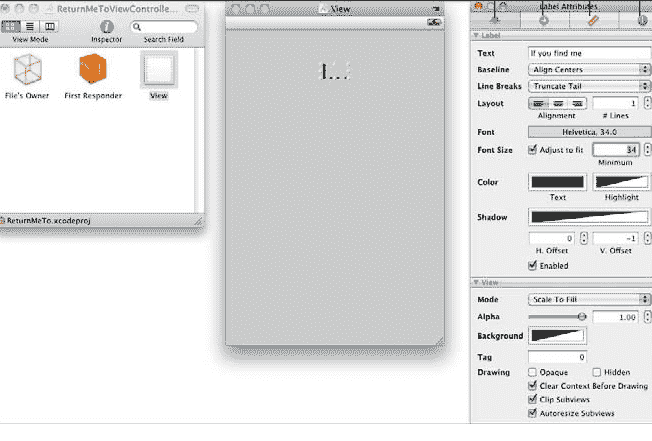 ReturnMeToViewControlle...
View Mode
Inspector
Search Field
File's Owner
First Responder
View
ReturnMeTo.xcodeproj
View
I...
Label Attributes
Label
Text
If you find me
Baseline
Align Centers
Line Breaks
Truncate Tail
Layout
1
Alignment
# Lines
Font
Helvetica, 34.0
Font Size
Adjust to fit
34
Minimum
Color
Text
Highlight
Shadow
0
-1
H. Offset
V. Offset
Enabled
View
Mode
Scale To Fill
Alpha
1.00
Background
Tag
0
Drawing
Opaque
Hidden
Clear Context Before Drawing
Clip Subviews
Autoresize Subviews